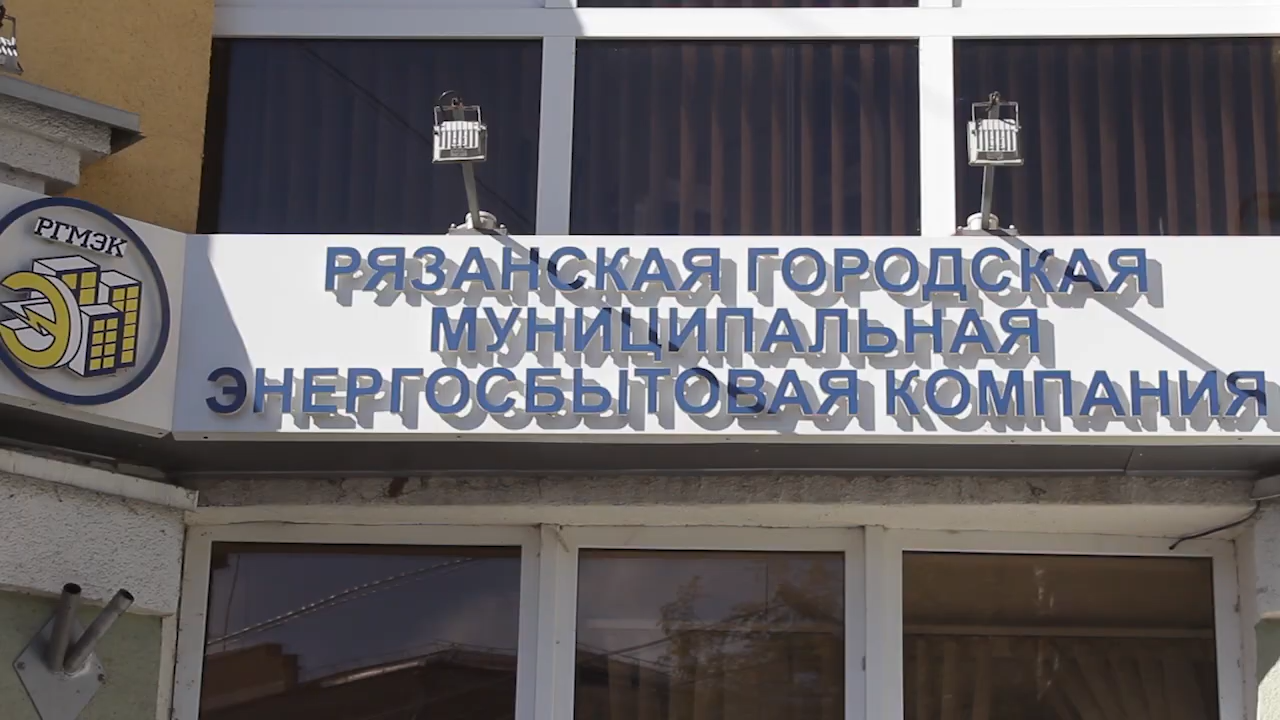 РГМЭК
РЯЗАНСКАЯ ГОРОДСКАЯ
МУНИЦИПАЛЬНАЯ
ЭНЕРГОСБЫТОВАЯ КОМПАНИЯ